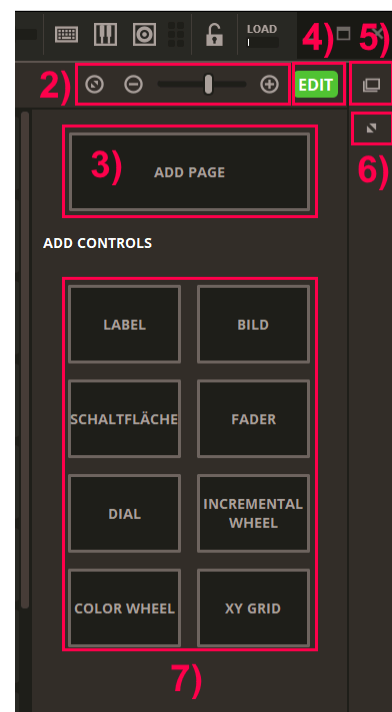 LOAD
4)
5)
2)
EDIT
3)
ADD PAGE
6)
ADD CONTROLS
LABEL
BILD
SCHALTFLÄCHE
FADER
DIAL
INCREMENTAL
WHEEL
COLOR WHEEL
XY GRID
7)